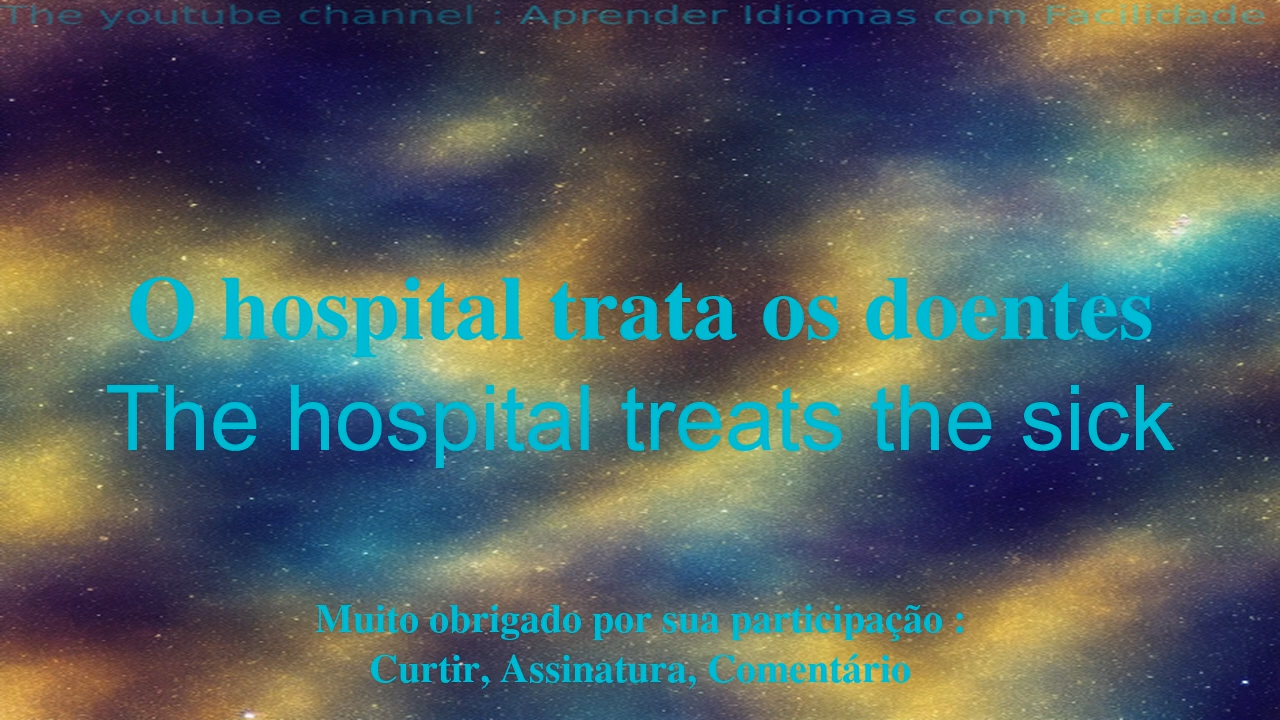 The youtube channel : Aprender Idiomas com Facilidade
O hospital trata os doentes
The hospital treats the sick
Muito obrigado por sua participação :
Curtir, Assinatura, Comentário